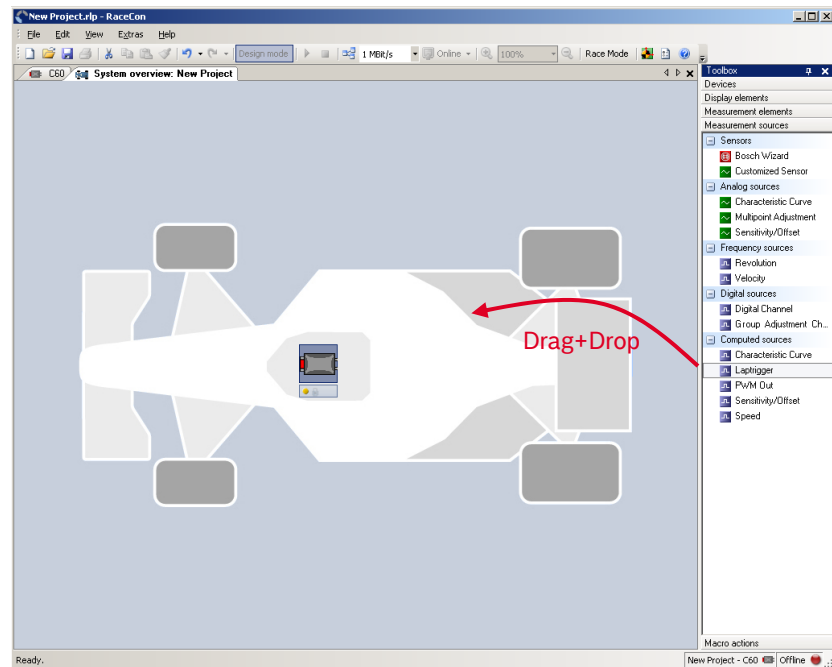 New Project.rlp - RaceCon
File Edit View Extras Help
Design mode 1 MBit/s Online 100% Race Mode
C60 System overview: New Project
Toolbox
Devices
Display elements
Measurement elements
Measurement sources
Sensors
Bosch Wizard
Customized Sensor
Analog sources
Characteristic Curve
Multipoint Adjustment
Sensitivity/Offset
Frequency sources
Revolution
Velocity
Digital sources
Digital Channel
Group Adjustment Ch...
Computed sources
Characteristic Curve
Laptrigger
PWM Out
Sensitivity/Offset
Speed
Drag+Drop
Macro actions
Ready. New Project - C60 Offline